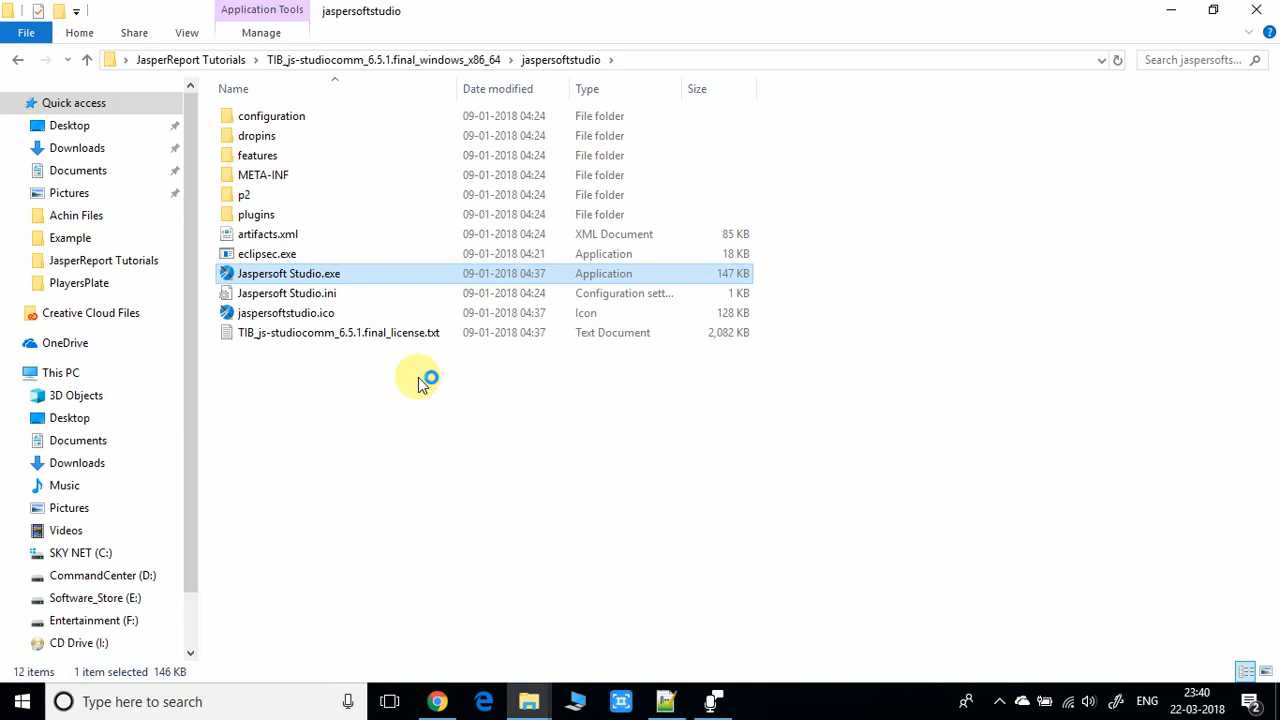 Application Tools
jaspersoftstudio
File
Home
Share
View
Manage
JasperReport Tutorials
TIB_js-studiocomm_6.5.1.final_windows_x86_64
jaspersoftstudio
Search jaspersofts...
Name
Date modified
Type
Size
Quick access
Desktop
Downloads
Documents
Pictures
Achin Files
Example
JasperReport Tutorials
PlayersPlate
Creative Cloud Files
OneDrive
This PC
3D Objects
Desktop
Documents
Downloads
Music
Pictures
Videos
SKY NET (C:)
CommandCenter (D:)
Software_Store (E:)
Entertainment (F:)
CD Drive (I:)
configuration 09-01-2018 04:24 File folder
dropins 09-01-2018 04:24 File folder
features 09-01-2018 04:24 File folder
META-INF 09-01-2018 04:24 File folder
p2 09-01-2018 04:24 File folder
plugins 09-01-2018 04:24 File folder
artifacts.xml 09-01-2018 04:24 XML Document 85 KB
eclipsec.exe 09-01-2018 04:21 Application 18 KB
Jaspersoft Studio.exe 09-01-2018 04:37 Application 147 KB
Jaspersoft Studio.ini 09-01-2018 04:24 Configuration sett... 1 KB
jaspersoftstudio.ico 09-01-2018 04:37 Icon 128 KB
TIB_js-studiocomm_6.5.1.final_license.txt 09-01-2018 04:37 Text Document 2,082 KB
12 items
1 item selected 146 KB
Type here to search
ENG
23:40
22-03-2018
2